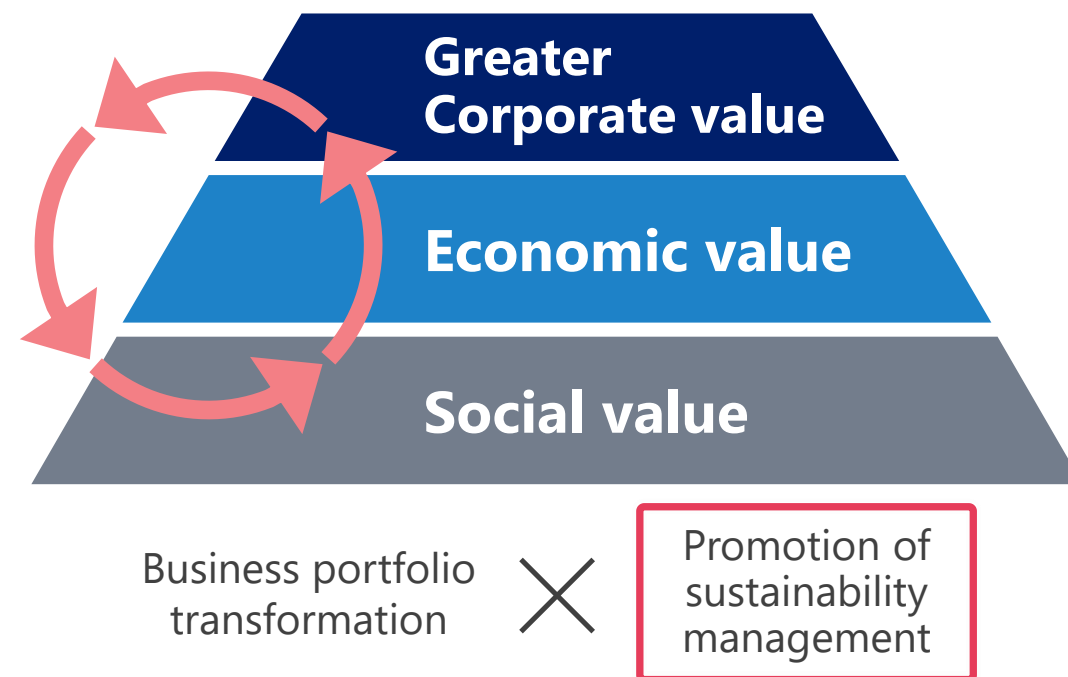 Greater
Corporate value
Economic value
Social value
Business portfolio
transformation
Promotion of
sustainability
management